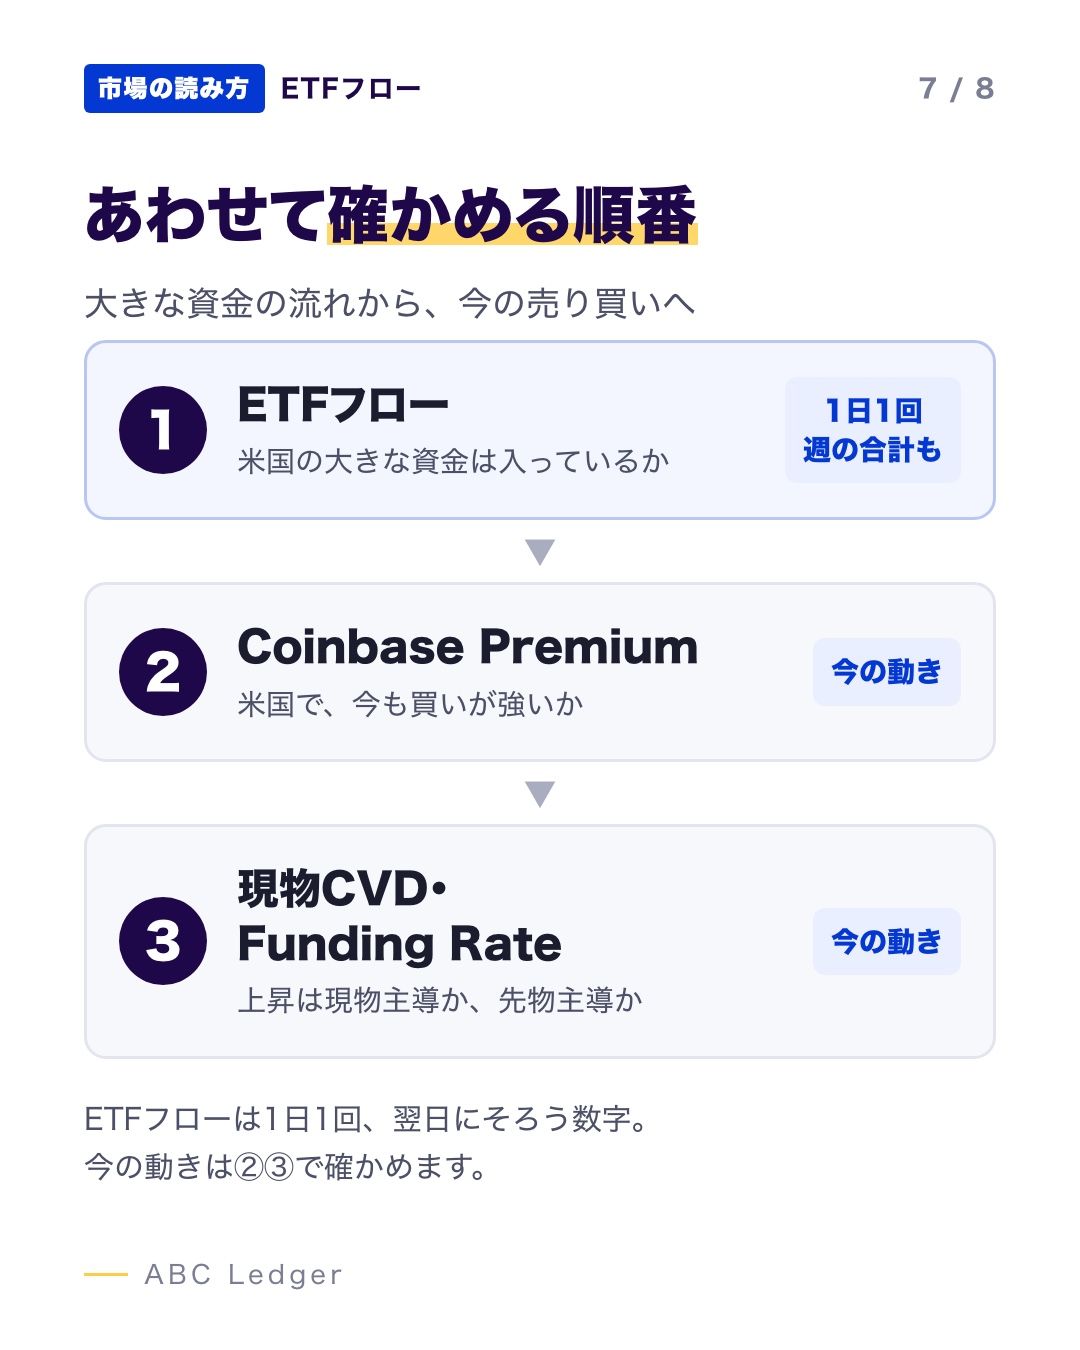 市場の読み方 ETFフロー 7 / 8
あわせて確かめる順番
大きな資金の流れから、今の売り買いへ
1
ETFフロー
米国の大きな資金は入っているか
1日1回
週の合計も
▼
2
Coinbase Premium
米国で、今も買いが強いか
今の動き
▼
3
現物CVD・
Funding Rate
上昇は現物主導か、先物主導か
今の動き
ETFフローは1日1回、翌日にそろう数字。
今の動きは②③で確かめます。
ABC Ledger